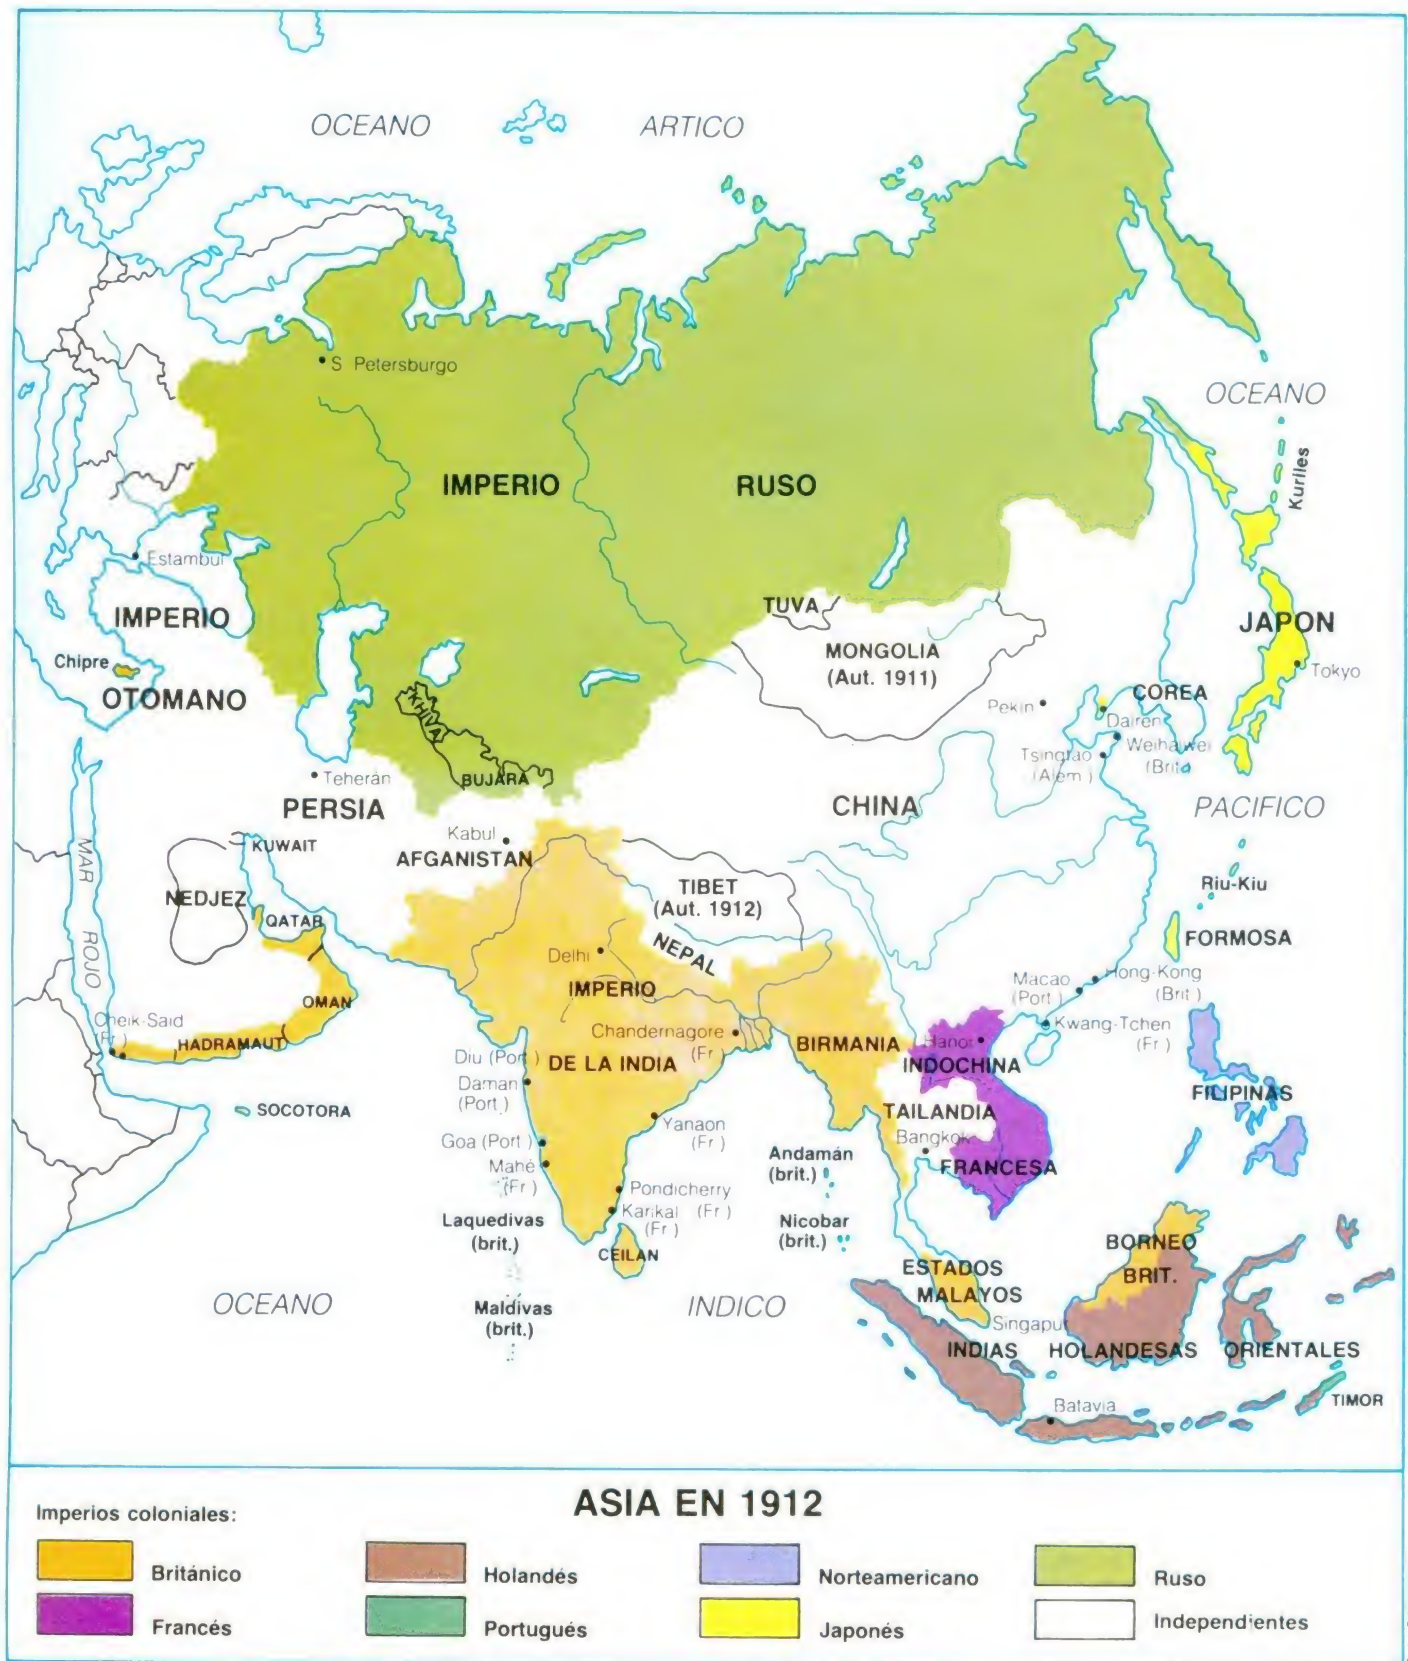 OCEANO ARTICO
S. Petersburgo
OCEANO
Kuriles
IMPERIO RUSO
Estambul
IMPERIO
TUVA
JAPON
MONGOLIA
(Aut. 1911)
Chipre
Tokyo
OTOMANO
KHIVA
COREA
Pekín
Dairen
Tsingtao
(Alem.)
Weihaiwei
(Brit.)
Teherán
BUJARA
PERSIA
CHINA
PACIFICO
Kabul
KUWAIT
AFGANISTAN
MAR ROJO
NEDJEZ
TIBET
(Aut. 1912)
Riu-Kiu
QATAR
FORMOSA
NEPAL
Delhi
Macao
(Port.)
Hong-Kong
(Brit.)
IMPERIO
OMAN
Cheik-Said
(Fr.)
HADRAMAUT
Chandernagore
(Fr.)
BIRMANIA
Hanoi
Kwang-Tchen
(Fr.)
Diu (Port.)
DE LA INDIA
INDOCHINA
Daman
(Port.)
FILIPINAS
SOCOTORA
TAILANDIA
Yanaon
(Fr.)
Goa (Port.)
Bangkok
Mahé
(Fr.)
Andamán
(brit.)
FRANCESA
Pondicherry
Karikal (Fr.)
(Fr.)
Laquedivas
(brit.)
Nicobar
(brit.)
CEILAN
BORNEO
BRIT.
ESTADOS
MALAYOS
OCEANO INDICO
Maldivas
(brit.)
Singapur
INDIAS HOLANDESAS ORIENTALES
Batavia
TIMOR
ASIA EN 1912
Imperios coloniales:
Británico
Holandés
Norteamericano
Ruso
Francés
Portugués
Japonés
Independientes